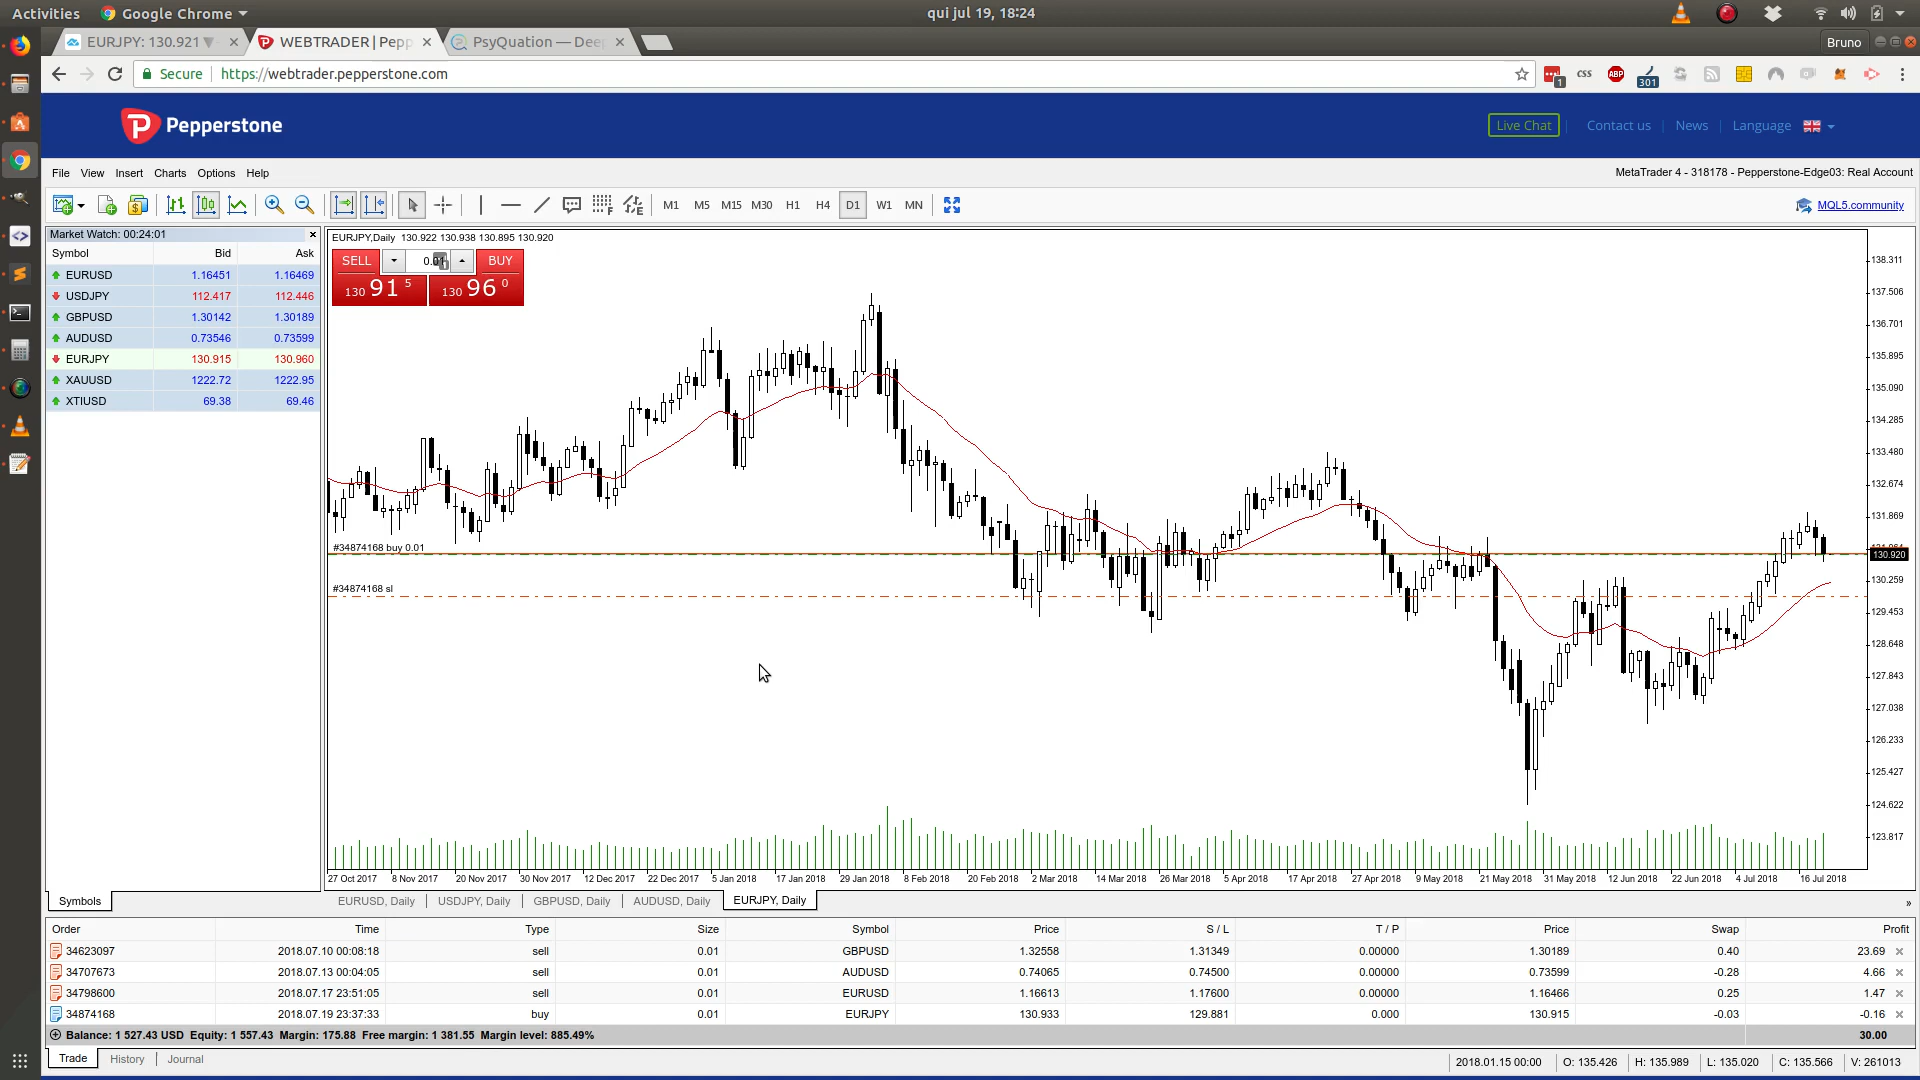 Activities Google Chrome qui jul 19, 18:24
EURJPY: 130.921 WEBTRADER | Pepp PsyQuation — Deep Bruno
Secure https://webtrader.pepperstone.com 1 css ABP 301
Pepperstone Live Chat Contact us News Language
File View Insert Charts Options Help MetaTrader 4 - 318178 - Pepperstone-Edge03: Real Account
M1 M5 M15 M30 H1 H4 D1 W1 MN MQL5.community
Market Watch: 00:24:01
Symbol Bid Ask
EURUSD 1.16451 1.16469
USDJPY 112.417 112.446
GBPUSD 1.30142 1.30189
AUDUSD 0.73546 0.73599
EURJPY 130.915 130.960
XAUUSD 1222.72 1222.95
XTIUSD 69.38 69.46
Symbols
EURJPY,Daily 130.922 130.938 130.895 130.920
SELL 0.01 BUY
130 91 5 130 96 0
#34874168 buy 0.01
#34874168 sl
138.311
137.506
136.701
135.895
135.090
134.285
133.480
132.674
131.869
130.920
130.259
129.453
128.648
127.843
127.038
126.233
125.427
124.622
123.817
27 Oct 2017 8 Nov 2017 20 Nov 2017 30 Nov 2017 12 Dec 2017 22 Dec 2017 5 Jan 2018 17 Jan 2018 29 Jan 2018 8 Feb 2018 20 Feb 2018 2 Mar 2018 14 Mar 2018 26 Mar 2018 5 Apr 2018 17 Apr 2018 27 Apr 2018 9 May 2018 21 May 2018 31 May 2018 12 Jun 2018 22 Jun 2018 4 Jul 2018 16 Jul 2018
EURUSD, Daily USDJPY, Daily GBPUSD, Daily AUDUSD, Daily EURJPY, Daily »
Order Time Type Size Symbol Price S / L T / P Price Swap Profit
34623097 2018.07.10 00:08:18 sell 0.01 GBPUSD 1.32558 1.31349 0.00000 1.30189 0.40 23.69
34707673 2018.07.13 00:04:05 sell 0.01 AUDUSD 0.74065 0.74500 0.00000 0.73599 -0.28 4.66
34798600 2018.07.17 23:51:05 sell 0.01 EURUSD 1.16613 1.17600 0.00000 1.16466 0.25 1.47
34874168 2018.07.19 23:37:33 buy 0.01 EURJPY 130.933 129.881 0.000 130.915 -0.03 -0.16
Balance: 1 527.43 USD Equity: 1 557.43 Margin: 175.88 Free margin: 1 381.55 Margin level: 885.49% 30.00
Trade History Journal 2018.01.15 00:00 O: 135.426 H: 135.989 L: 135.020 C: 135.566 V: 261013